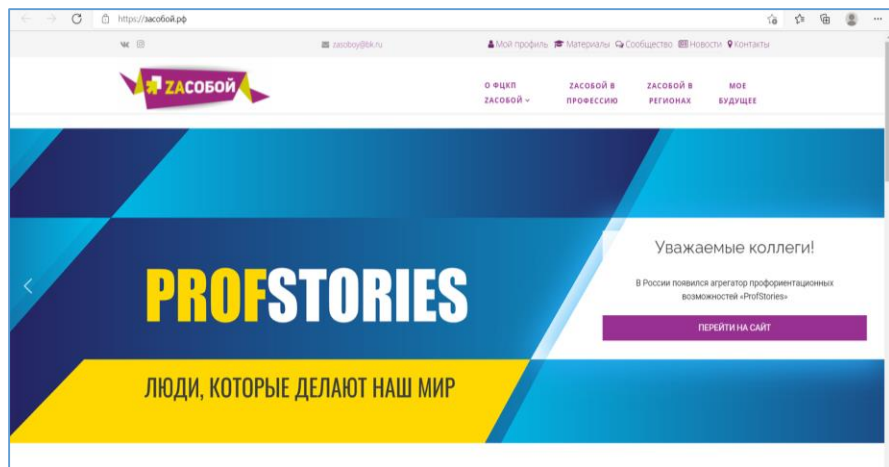 https://засобой.рф
zasoboy@bk.ru
Мой профиль Материалы Сообщество Новости Контакты
ZАСОБОЙ
О ФЦКП ZАСОБОЙ
ZАСОБОЙ В ПРОФЕССИЮ
ZАСОБОЙ В РЕГИОНАХ
МОЕ БУДУЩЕЕ
PROFSTORIES
ЛЮДИ, КОТОРЫЕ ДЕЛАЮТ НАШ МИР
Уважаемые коллеги!
В России появился агрегатор профориентационных
возможностей «ProfStories»
ПЕРЕЙТИ НА САЙТ